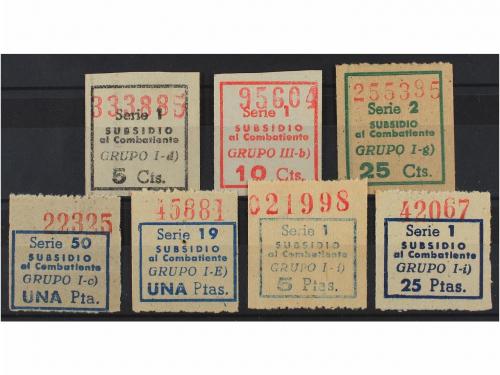 333885
Serie 1
SUBSIDIO
al Combatiente
GRUPO I-d)
5 Cts.
95604
Serie 1
SUBSIDIO
al Combatiente
GRUPO III-b)
10 Cts.
255395
Serie 2
SUBSIDIO
al Combatiente
GRUPO I-g)
25 Cts.
22325
Serie 50
SUBSIDIO
al Combatiente
GRUPO I-c)
UNA Ptas.
45881
Serie 19
SUBSIDIO
al Combatiente
GRUPO I-E)
UNA Ptas.
021998
Serie 1
SUBSIDIO
al Combatiente
GRUPO I-i)
5 Ptas.
42067
Serie 1
SUBSIDIO
al Combatiente
GRUPO I-i)
25 Ptas.